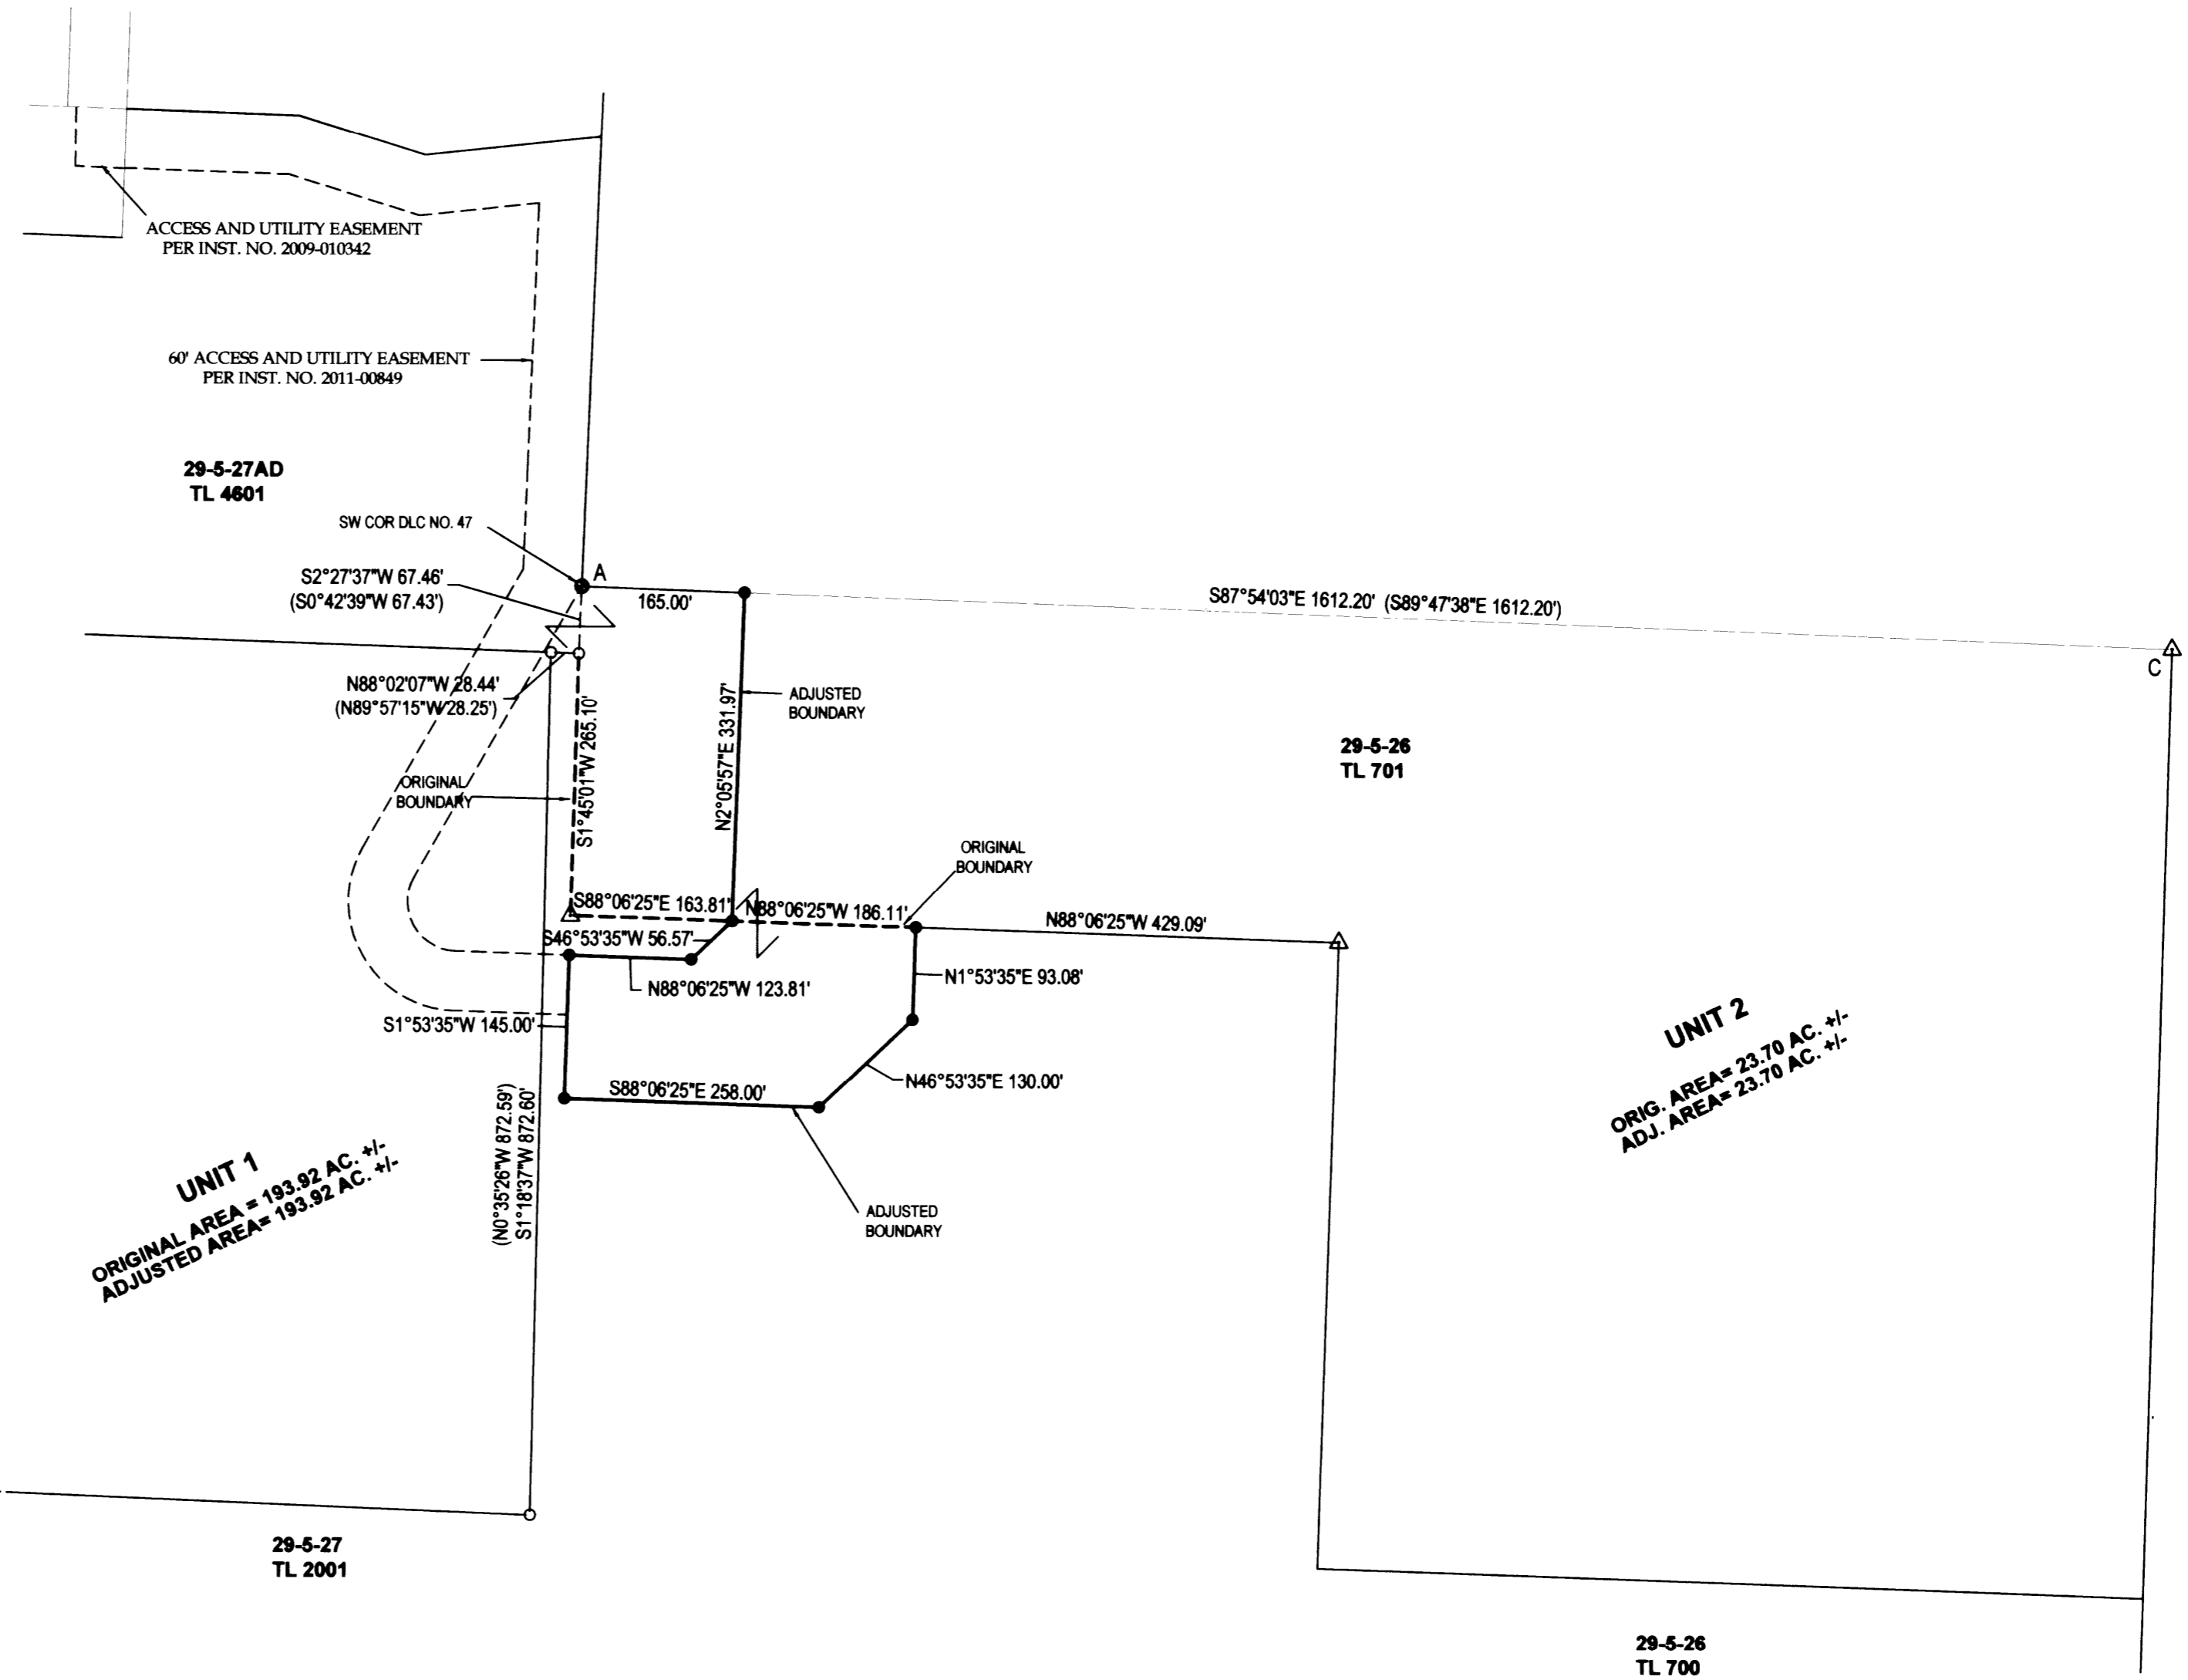 ACCESS AND UTILITY EASEMENT
PER INST. NO. 2009-010342
60' ACCESS AND UTILITY EASEMENT
PER INST. NO. 2011-00849
29-5-27AD
TL 4601
SW COR DLC NO. 47
A
S2°27'37"W 67.46'
(S0°42'39"W 67.43')
165.00'
S87°54'03"E 1612.20' (S89°47'38"E 1612.20')
C
N88°02'07"W 28.44'
(N89°57'15"W 28.25')
ADJUSTED
BOUNDARY
N2°05'57"E 331.97'
S1°45'01"W 265.10'
29-5-26
TL 701
ORIGINAL
BOUNDARY
ORIGINAL
BOUNDARY
S88°06'25"E 163.81'
N88°06'25"W 186.11'
N88°06'25"W 429.09'
S46°53'35"W 56.57'
N88°06'25"W 123.81'
N1°53'35"E 93.08'
S1°53'35"W 145.00'
N46°53'35"E 130.00'
S88°06'25"E 258.00'
UNIT 2
ORIG. AREA= 23.70 AC. +/-
ADJ. AREA= 23.70 AC. +/-
(N0°35'26"W 872.59')
S1°18'37"W 872.60'
UNIT 1
ORIGINAL AREA = 193.92 AC. +/-
ADJUSTED AREA= 193.92 AC. +/-
ADJUSTED
BOUNDARY
29-5-27
TL 2001
29-5-26
TL 700